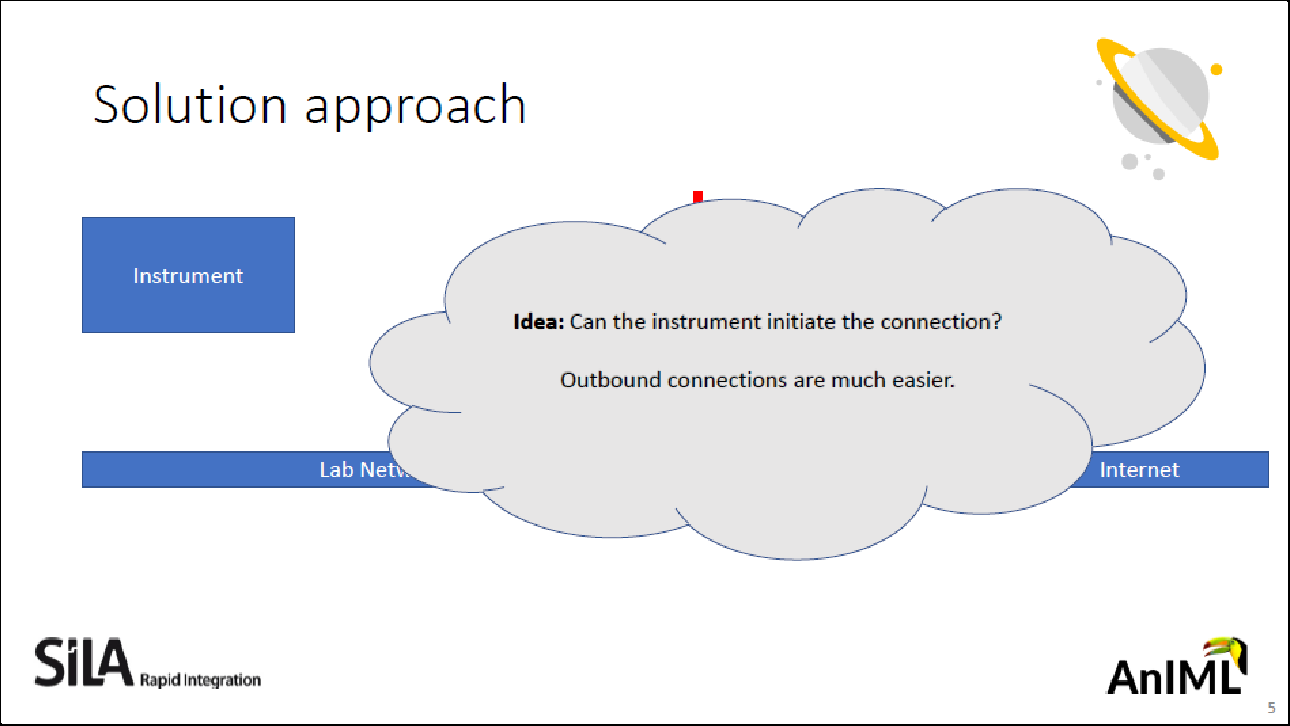 Solution approach
Instrument
Idea: Can the instrument initiate the connection?
Outbound connections are much easier.
Lab Netw
Internet
SiLA Rapid Integration
AnIML
5